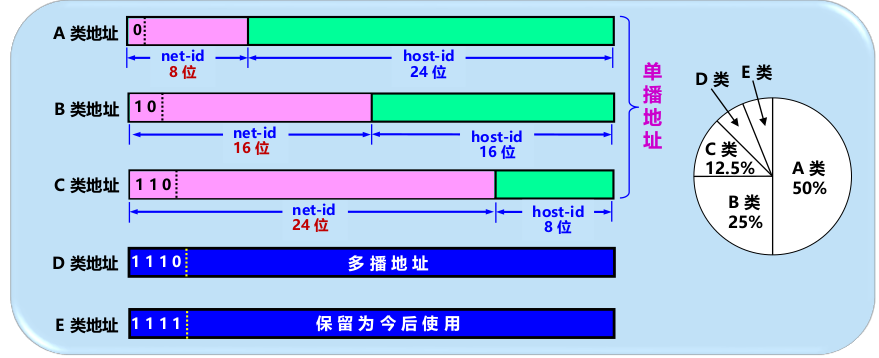 A 类地址
0
net-id
8 位
host-id
24 位
B 类地址
1 0
net-id
16 位
host-id
16 位
C 类地址
1 1 0
net-id
24 位
host-id
8 位
D 类地址
1 1 1 0
多播地址
E 类地址
1 1 1 1
保留为今后使用
单播地址
D 类
E 类
C 类
12.5%
A 类
50%
B 类
25%